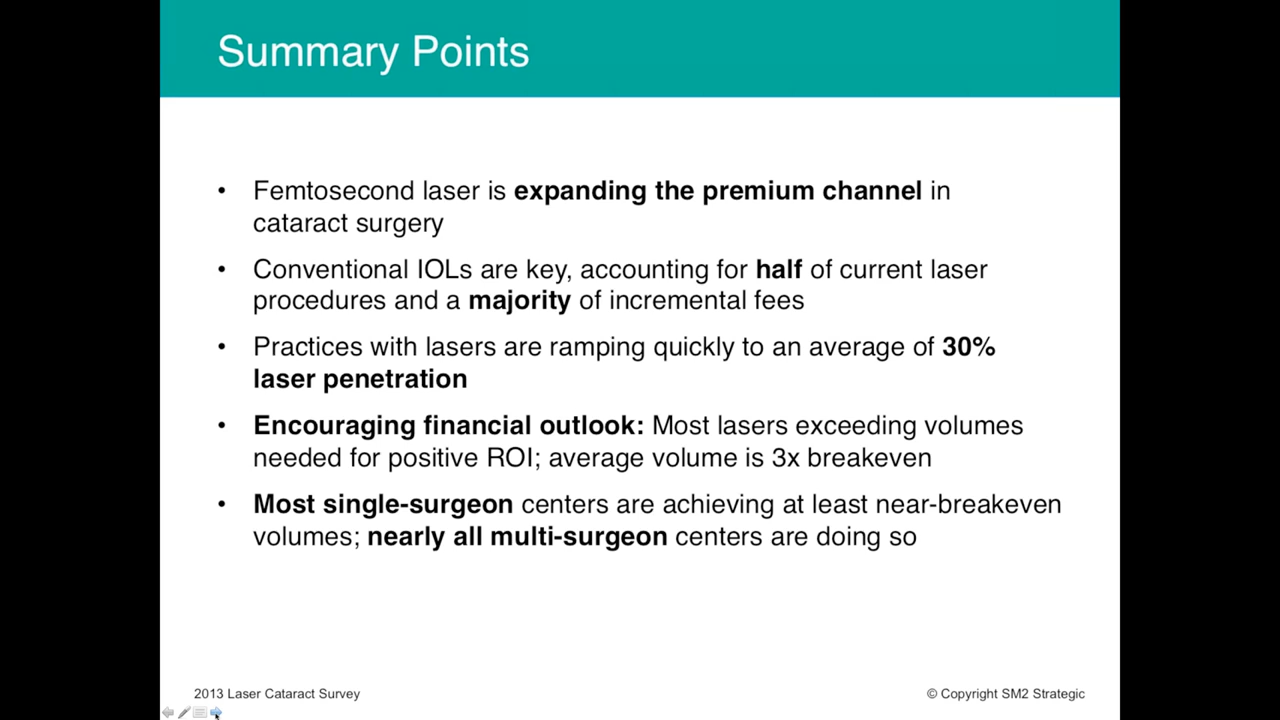 Summary Points
• Femtosecond laser is expanding the premium channel in
cataract surgery
• Conventional IOLs are key, accounting for half of current laser
procedures and a majority of incremental fees
• Practices with lasers are ramping quickly to an average of 30%
laser penetration
• Encouraging financial outlook: Most lasers exceeding volumes
needed for positive ROI; average volume is 3x breakeven
• Most single-surgeon centers are achieving at least near-breakeven
volumes; nearly all multi-surgeon centers are doing so
2013 Laser Cataract Survey
© Copyright SM2 Strategic